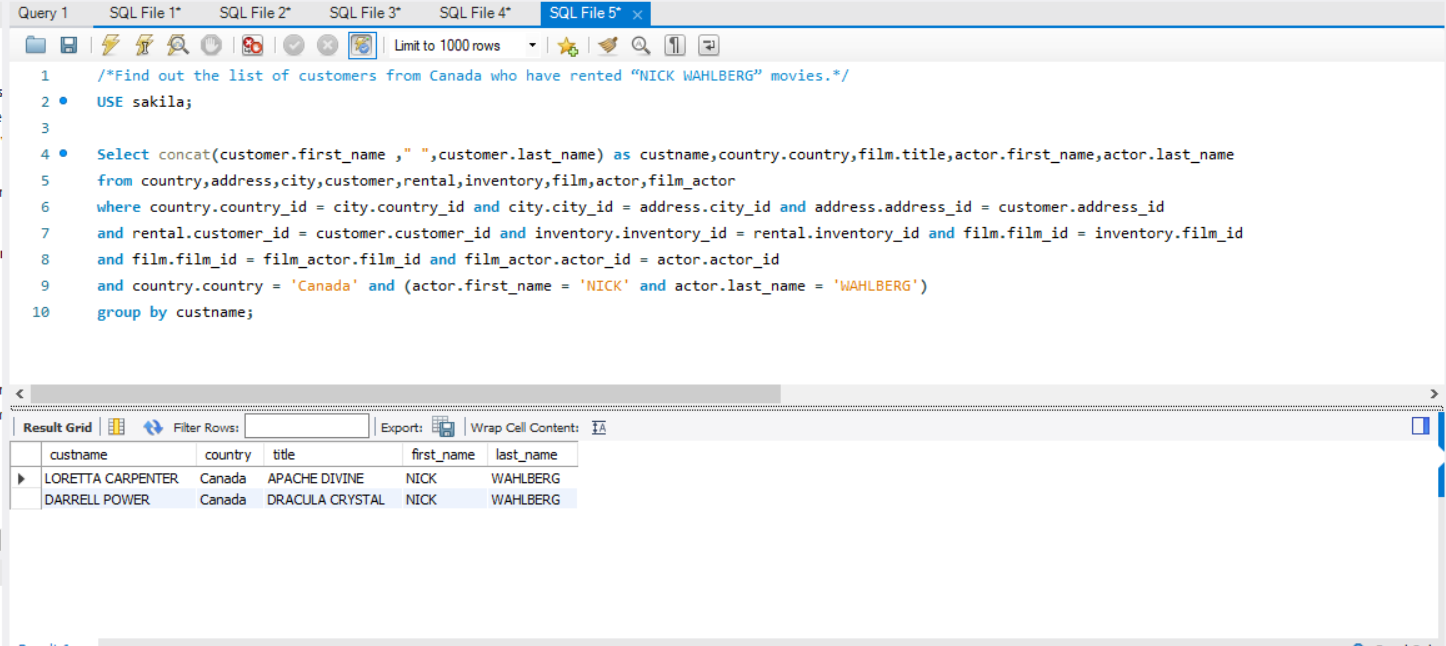 Query 1 SQL File 1* SQL File 2* SQL File 3* SQL File 4* SQL File 5* ×
Limit to 1000 rows
1 /*Find out the list of customers from Canada who have rented “NICK WAHLBERG” movies.*/
2 USE sakila;
3
4 Select concat(customer.first_name ," ",customer.last_name) as custname,country.country,film.title,actor.first_name,actor.last_name
5 from country,address,city,customer,rental,inventory,film,actor,film_actor
6 where country.country_id = city.country_id and city.city_id = address.city_id and address.address_id = customer.address_id
7 and rental.customer_id = customer.customer_id and inventory.inventory_id = rental.inventory_id and film.film_id = inventory.film_id
8 and film.film_id = film_actor.film_id and film_actor.actor_id = actor.actor_id
9 and country.country = 'Canada' and (actor.first_name = 'NICK' and actor.last_name = 'WAHLBERG')
10 group by custname;
Result Grid Filter Rows: Export: Wrap Cell Content: IA
custname country title first_name last_name
LORETTA CARPENTER Canada APACHE DIVINE NICK WAHLBERG
DARRELL POWER Canada DRACULA CRYSTAL NICK WAHLBERG